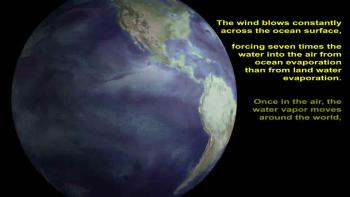 The wind blows constantly
across the ocean surface,
forcing seven times the
water into the air from
ocean evaporation
than from land water
evaporation.
Once in the air, the
water vapor moves
around the world,